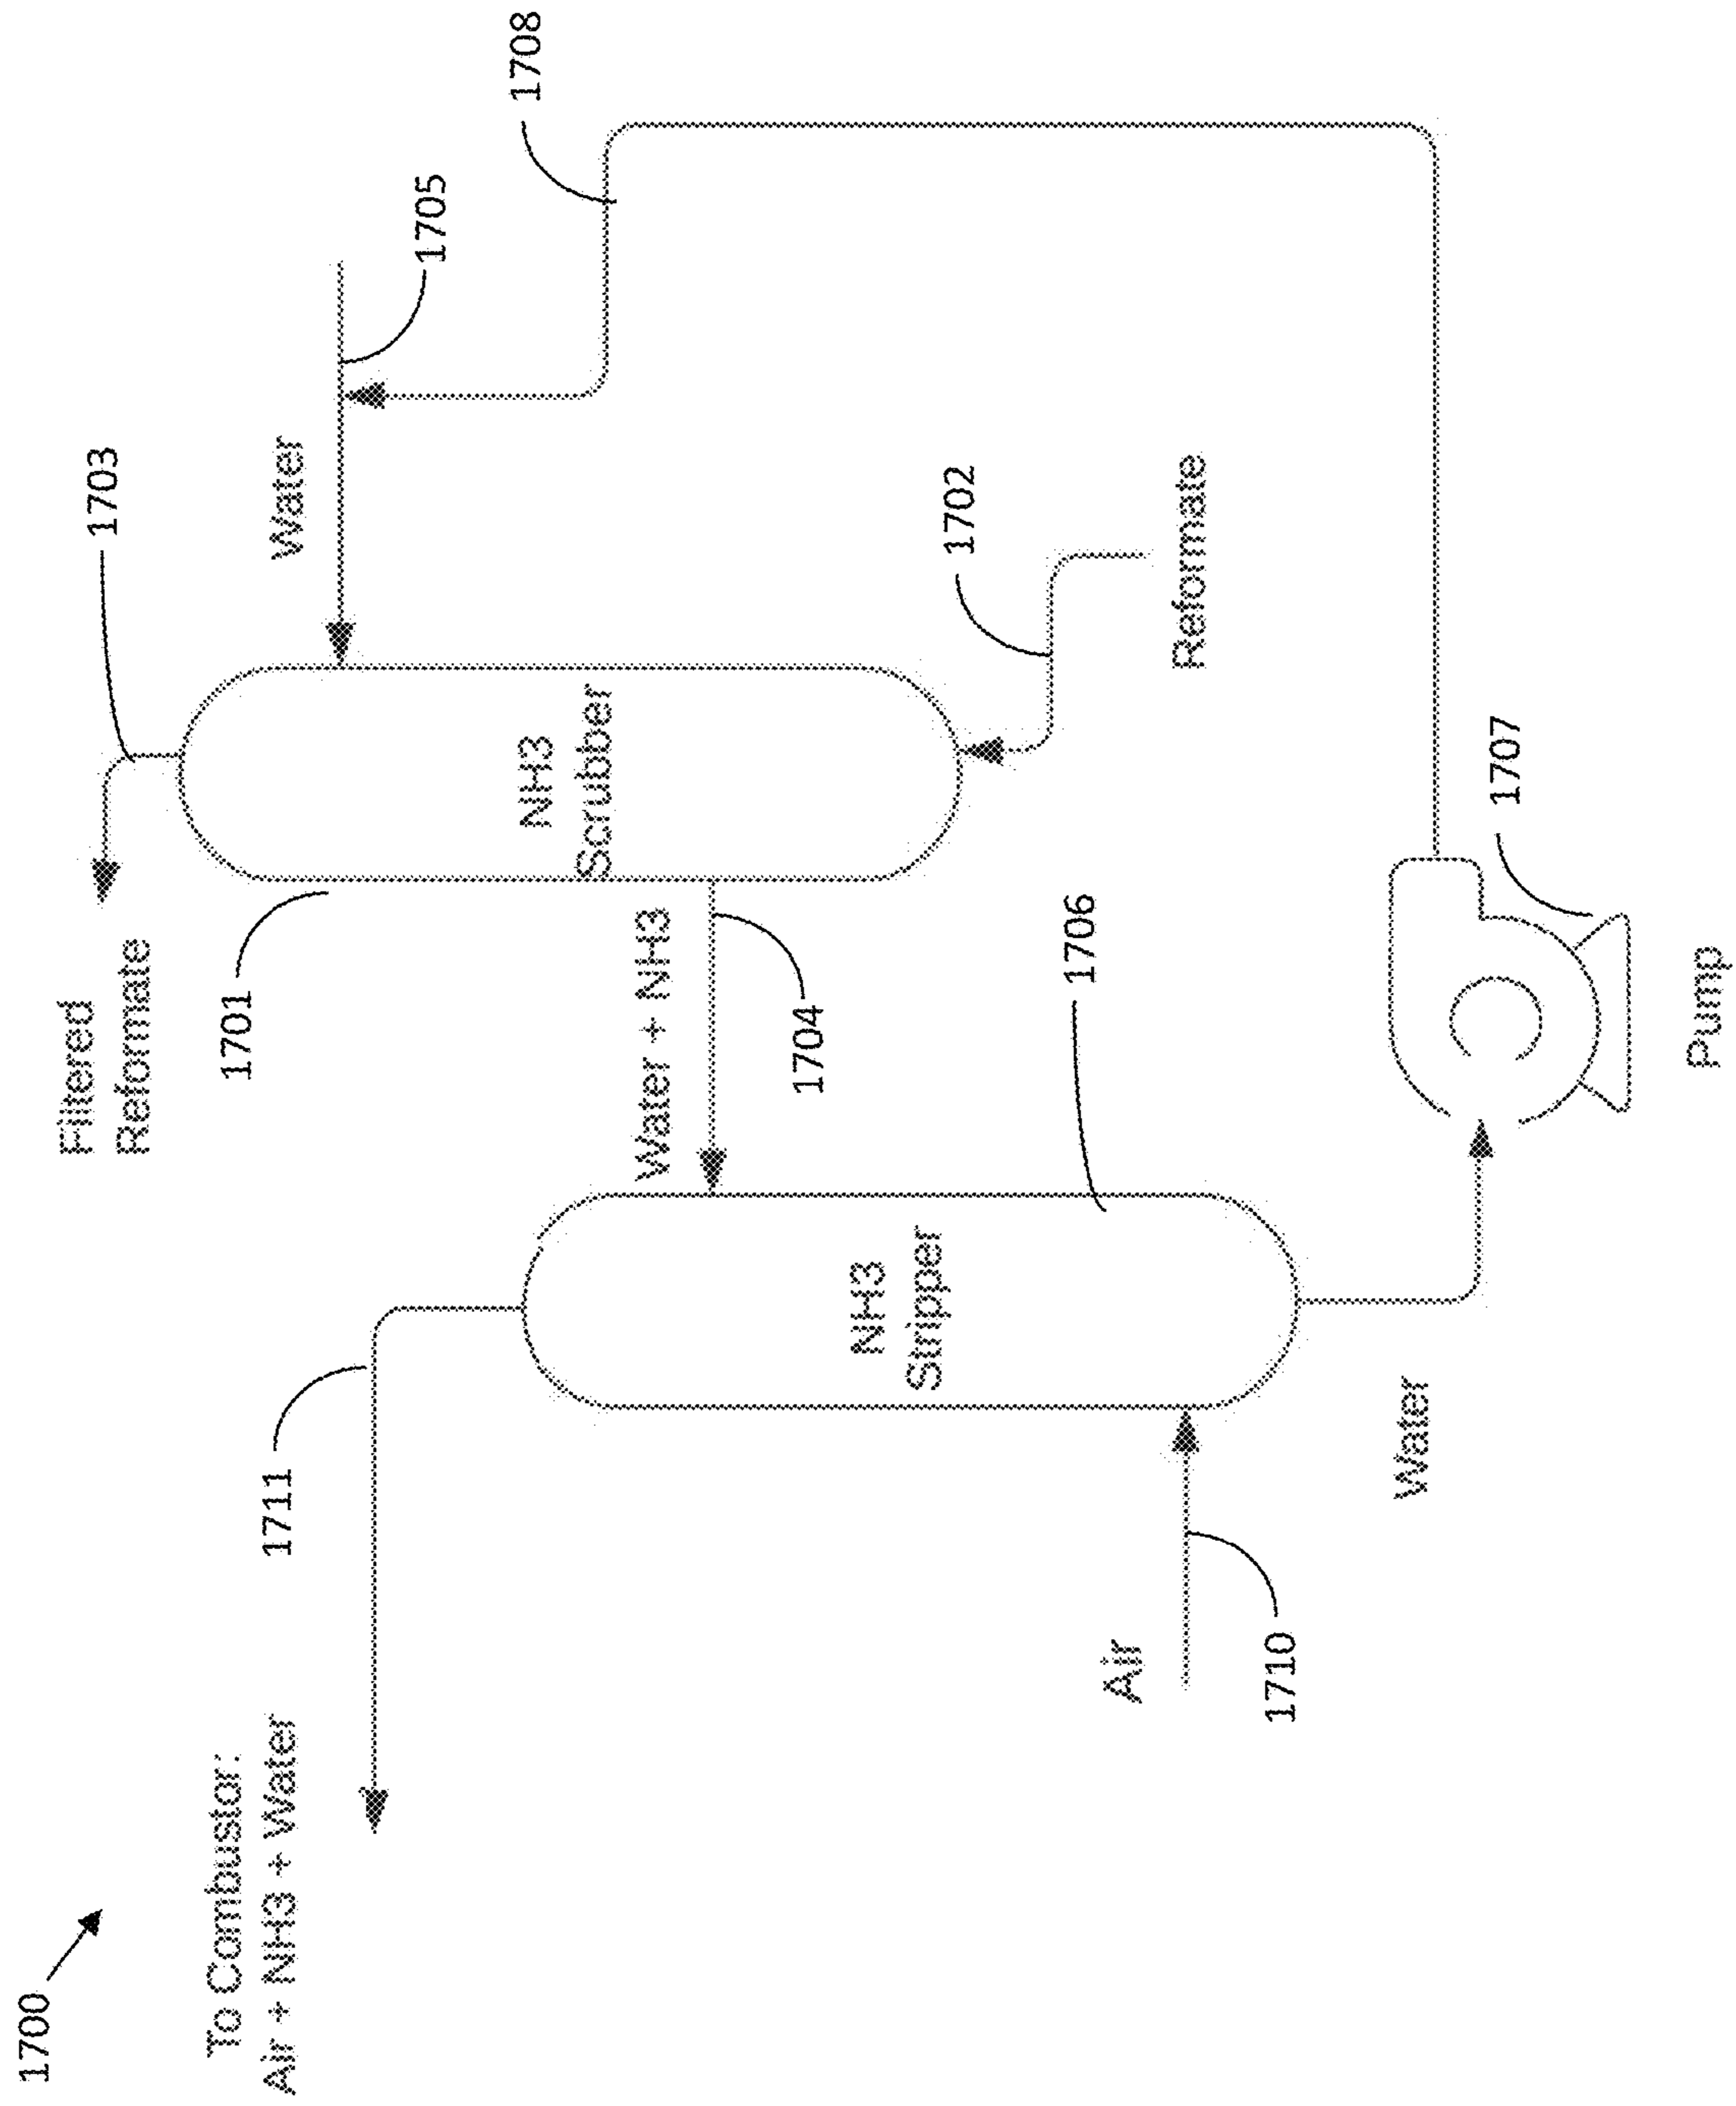 1700
To Combustor:
Air + NH3 + Water
1711
Filtered
Reformate
1703
1701
Water
1705
1708
NH3
Scrubber
Water + NH3
1704
1702
Reformate
NH3
Stripper
1706
Air
1710
Water
1707
Pump